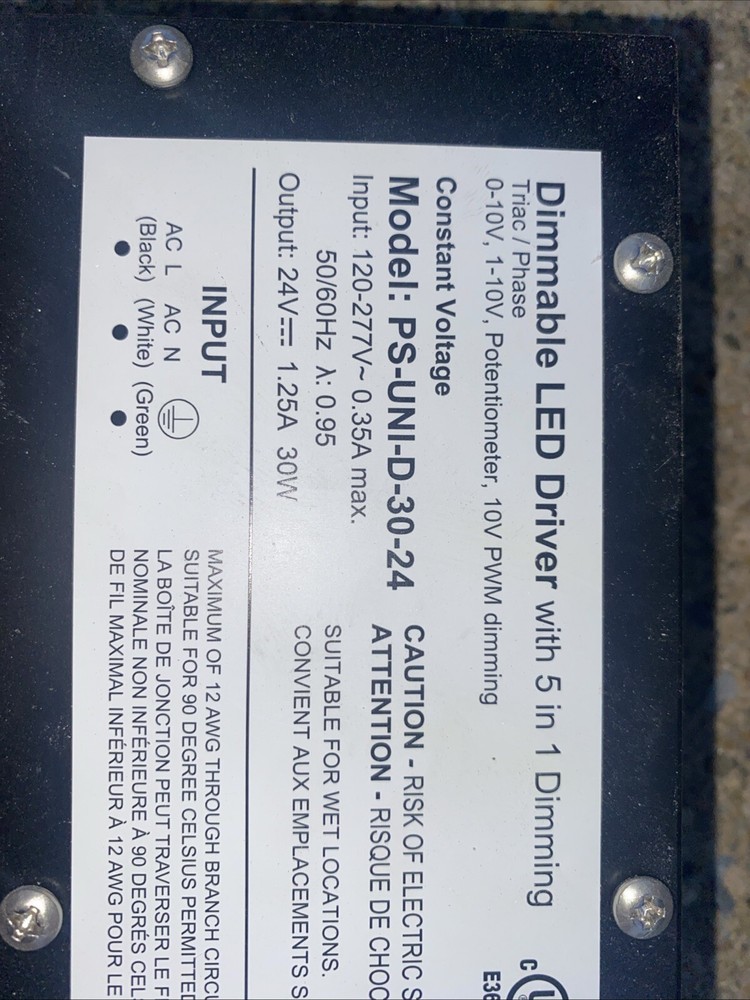 Dimmable LED Driver with 5 in 1 Dimming
Triac / Phase
0-10V, 1-10V, Potentiometer, 10V PWM dimming
Constant Voltage
Model: PS-UNI-D-30-24
Input: 120-277V~ 0.35A max.
50/60Hz λ: 0.95
Output: 24V⎓ 1.25A 30W
CAUTION - RISK OF ELECTRIC S
ATTENTION - RISQUE DE CHOC
SUITABLE FOR WET LOCATIONS.
CONVIENT AUX EMPLACEMENTS S
C UL
E36
INPUT
AC L AC N
(Black) (White) (Green)
MAXIMUM OF 12 AWG THROUGH BRANCH CIRCU
SUITABLE FOR 90 DEGREE CELSIUS PERMITTED
LA BOÎTE DE JONCTION PEUT TRAVERSER LE F
NOMINALE NON INFÉRIEURE À 90 DEGRÉS CEL
DE FIL MAXIMAL INFÉRIEUR À 12 AWG POUR LE